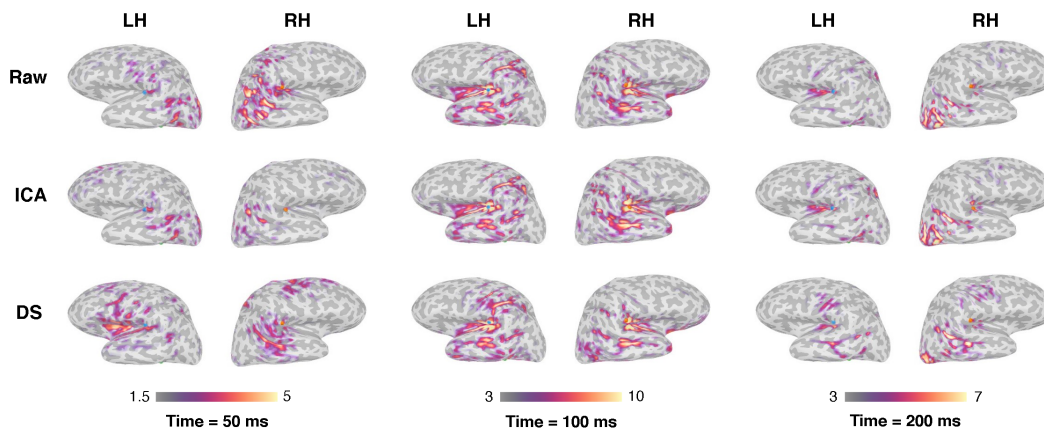 LH RH LH RH LH RH
Raw
ICA
DS
1.5 5 3 10 3 7
Time = 50 ms Time = 100 ms Time = 200 ms